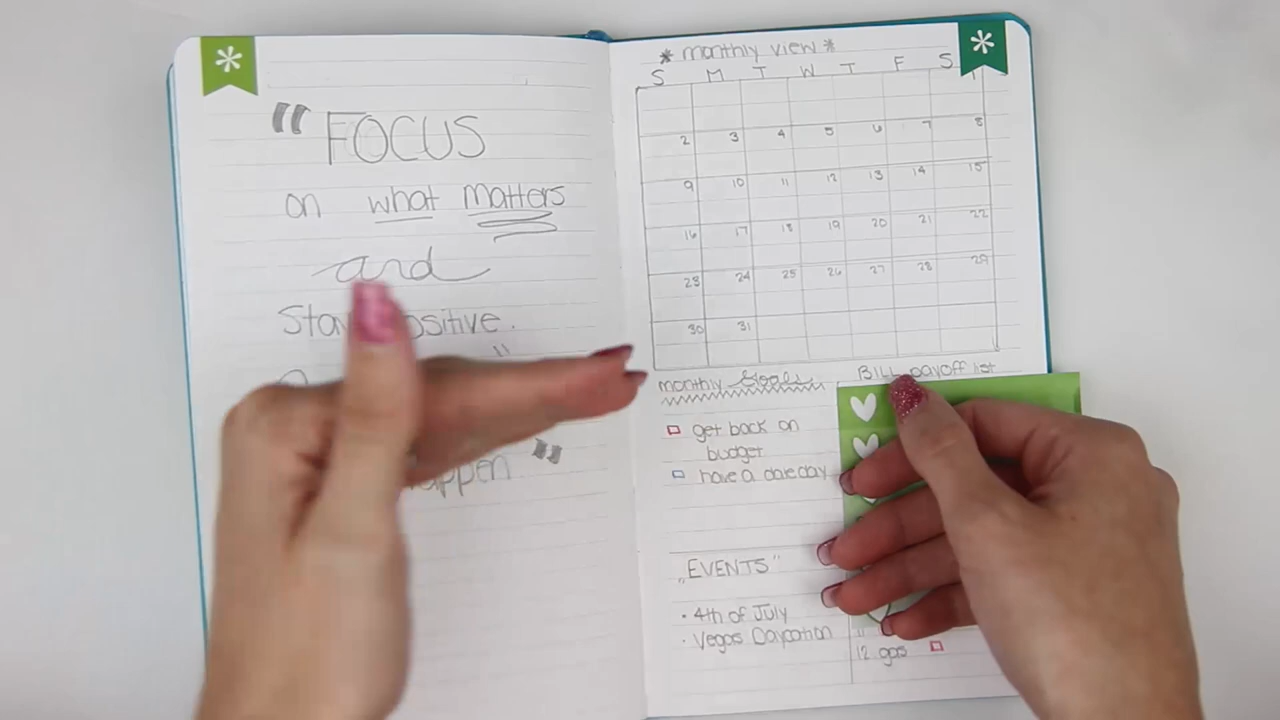 " FOCUS
on what matters
and
Stay positive.
"
happen "
* monthly view *
S M T W T F S
1
2 3 4 5 6 7 8
9 10 11 12 13 14 15
16 17 18 19 20 21 22
23 24 25 26 27 28 29
30 31
monthly Goals
get back on
budget
have a date day
"EVENTS"
· 4th of July
· Vegas Daycation
BILL payoff list
11
12 gas